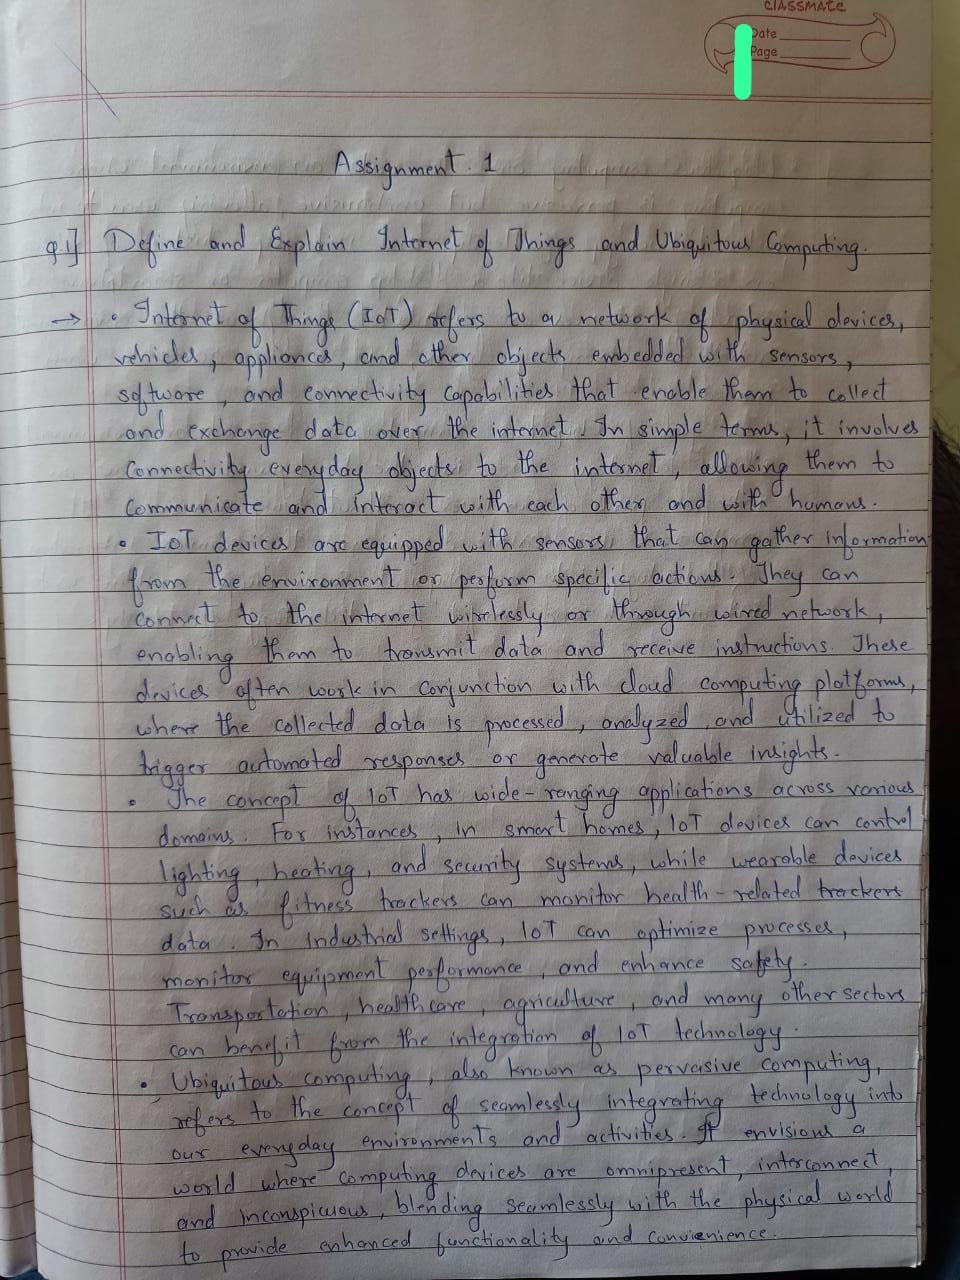 CLASSMATE
Date
Page
Assignment. 1
Q.1] Define and Explain Internet of Things and Ubiquitous Computing.
→ • Internet of Things (IoT) refers to a network of physical devices,
vehicles, appliances, and other objects embedded with sensors,
software, and connectivity capabilities that enable them to collect
and exchange data over the internet. In simple terms, it involves
Connectivity everyday objects to the internet, allowing them to
communicate and interact with each other and with humans.
• IoT devices are equipped with sensors that can gather information
from the environment or perform specific actions. They can
connect to the internet wirelessly or through wired network,
enabling them to transmit data and receive instructions. These
devices often work in conjunction with cloud computing platforms,
where the collected data is processed, analyzed, and utilized to
trigger automated responses or generate valuable insights.
• The concept of IoT has wide-ranging applications across various
domains. For instances, in smart homes, IoT devices can control
lighting, heating, and security systems, while wearable devices
such as fitness trackers can monitor health-related trackers
data. In Industrial settings, IoT can optimize processes,
monitor equipment performance, and enhance safety.
Transportation, healthcare, agriculture, and many other sectors
can benefit from the integration of IoT technology.
• Ubiquitous computing, also known as pervasive computing,
refers to the concept of seamlessly integrating technology into
our everyday environments and activities. It envisions a
world where computing devices are omnipresent, interconnect,
and inconspicuous, blending seamlessly with the physical world
to provide enhanced functionality and convienience.